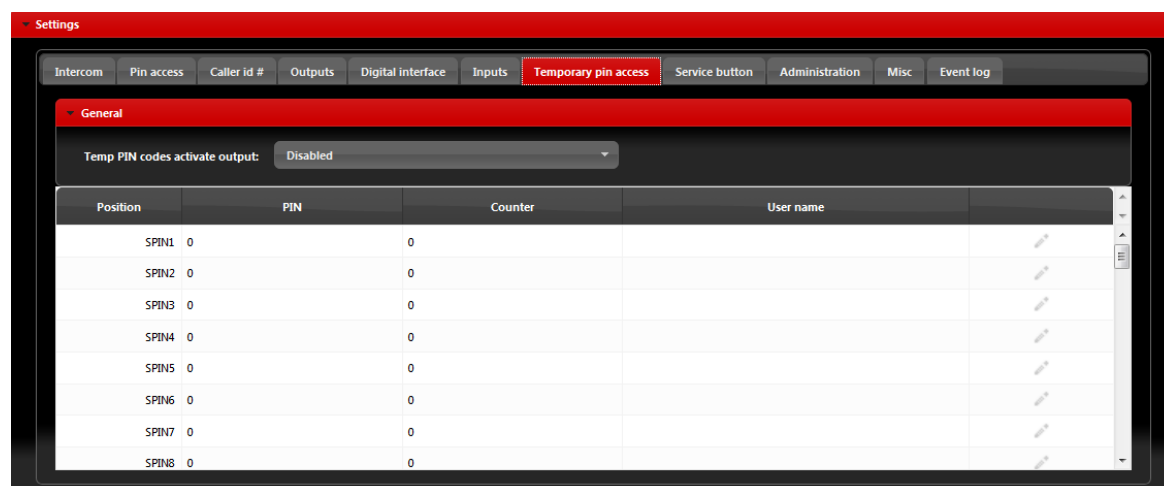 Settings
Intercom Pin access Caller id # Outputs Digital interface Inputs Temporary pin access Service button Administration Misc Event log
General
Temp PIN codes activate output: Disabled
Position PIN Counter User name
SPIN1 0 0
SPIN2 0 0
SPIN3 0 0
SPIN4 0 0
SPIN5 0 0
SPIN6 0 0
SPIN7 0 0
SPIN8 0 0